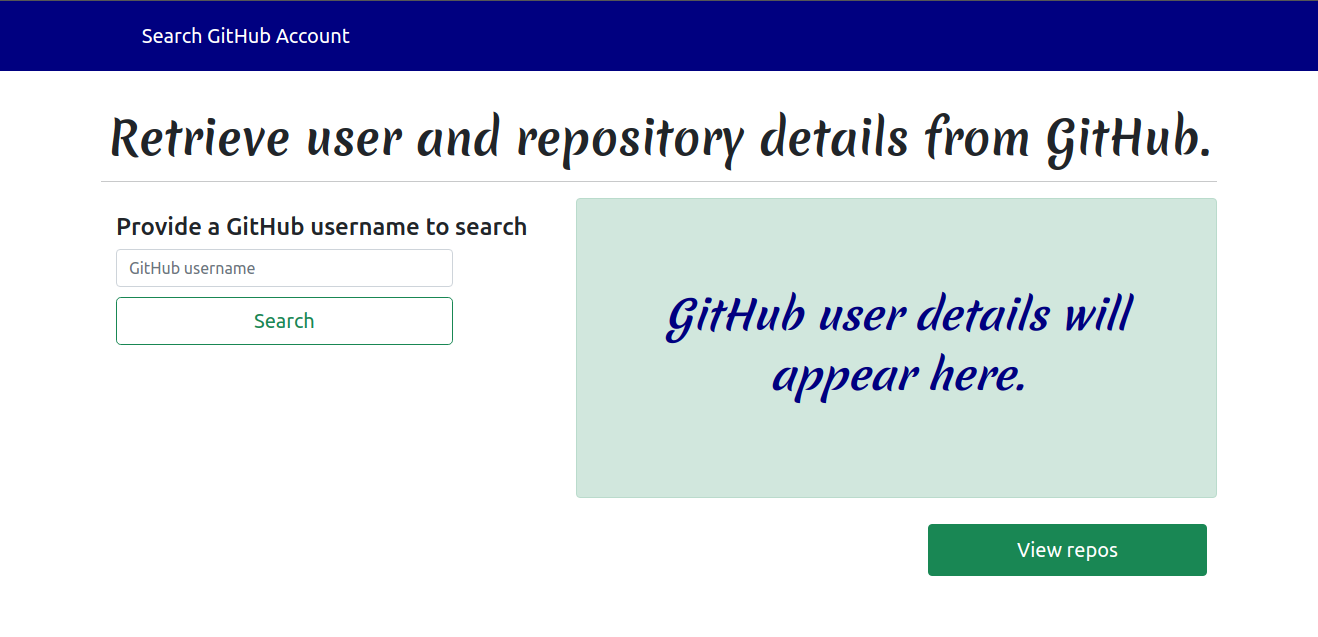 Search GitHub Account
Retrieve user and repository details from GitHub.
Provide a GitHub username to search
GitHub username
Search
GitHub user details will
appear here.
View repos